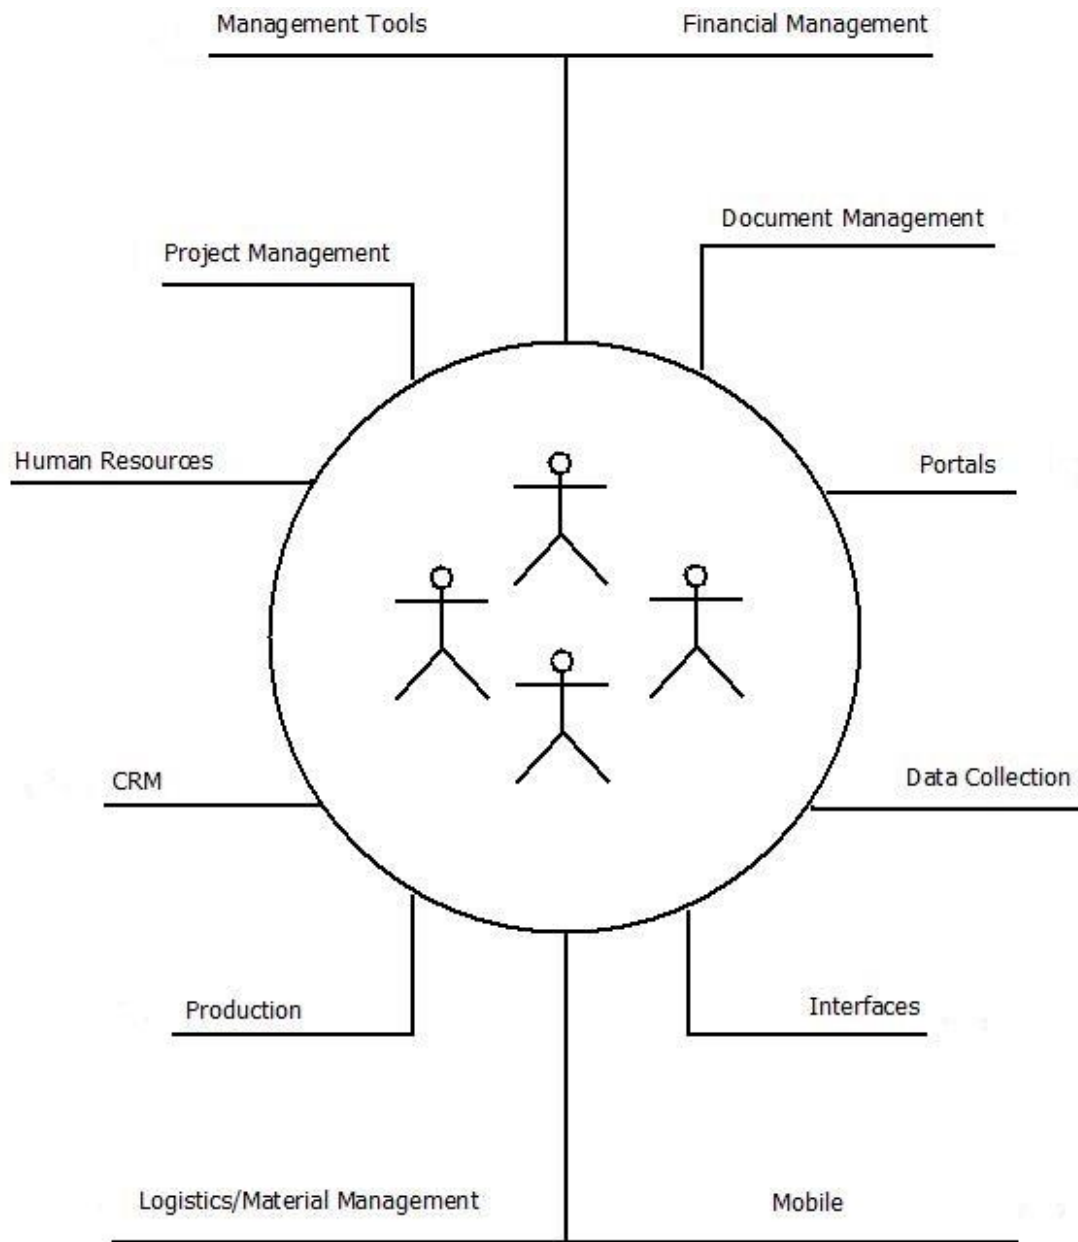 Management Tools
Financial Management
Document Management
Project Management
Human Resources
Portals
CRM
Data Collection
Production
Interfaces
Logistics/Material Management
Mobile